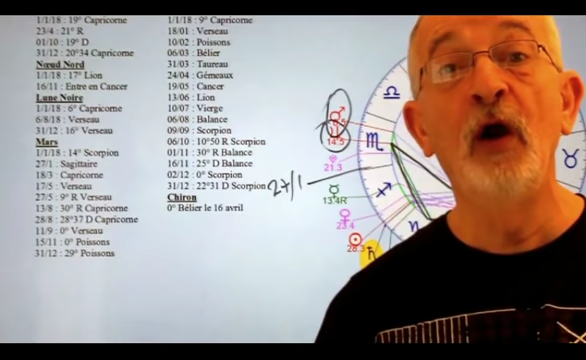 1/1/18 : 19° Capricorne
23/4 : 21° R
01/10 : 19° D
31/12 : 20°34 Capricorne
Nœud Nord
1/1/18 : 17° Lion
16/11 : Entre en Cancer
Lune Noire
1/1/18 : 6° Capricorne
6/8/18 : Verseau
31/12 : 16° Verseau
Mars
1/1/18 : 14° Scorpion
27/1 : Sagittaire
18/3 : Capricorne
17/5 : Verseau
27/5 : 9° R Verseau
13/8 : 30° R Capricorne
28/8 : 28°37 D Capricorne
11/9 : 0° Verseau
15/11 : 0° Poissons
31/12 : 29° Poissons
1/1/18 : 9° Capricorne
18/01 : Verseau
10/02 : Poissons
06/03 : Bélier
31/03 : Taureau
24/04 : Gémeaux
19/05 : Cancer
13/06 : Lion
10/07 : Vierge
06/08 : Balance
09/09 : Scorpion
06/10 : 10°50 R Scorpion
01/11 : 30° R Balance
16/11 : 25° D Balance
02/12 : 0° Scorpion
31/12 : 22°31 D Scorpion
Chiron
0° Bélier le 16 avril
14.5
21.3
27/1
13.4R
23.4
28.3